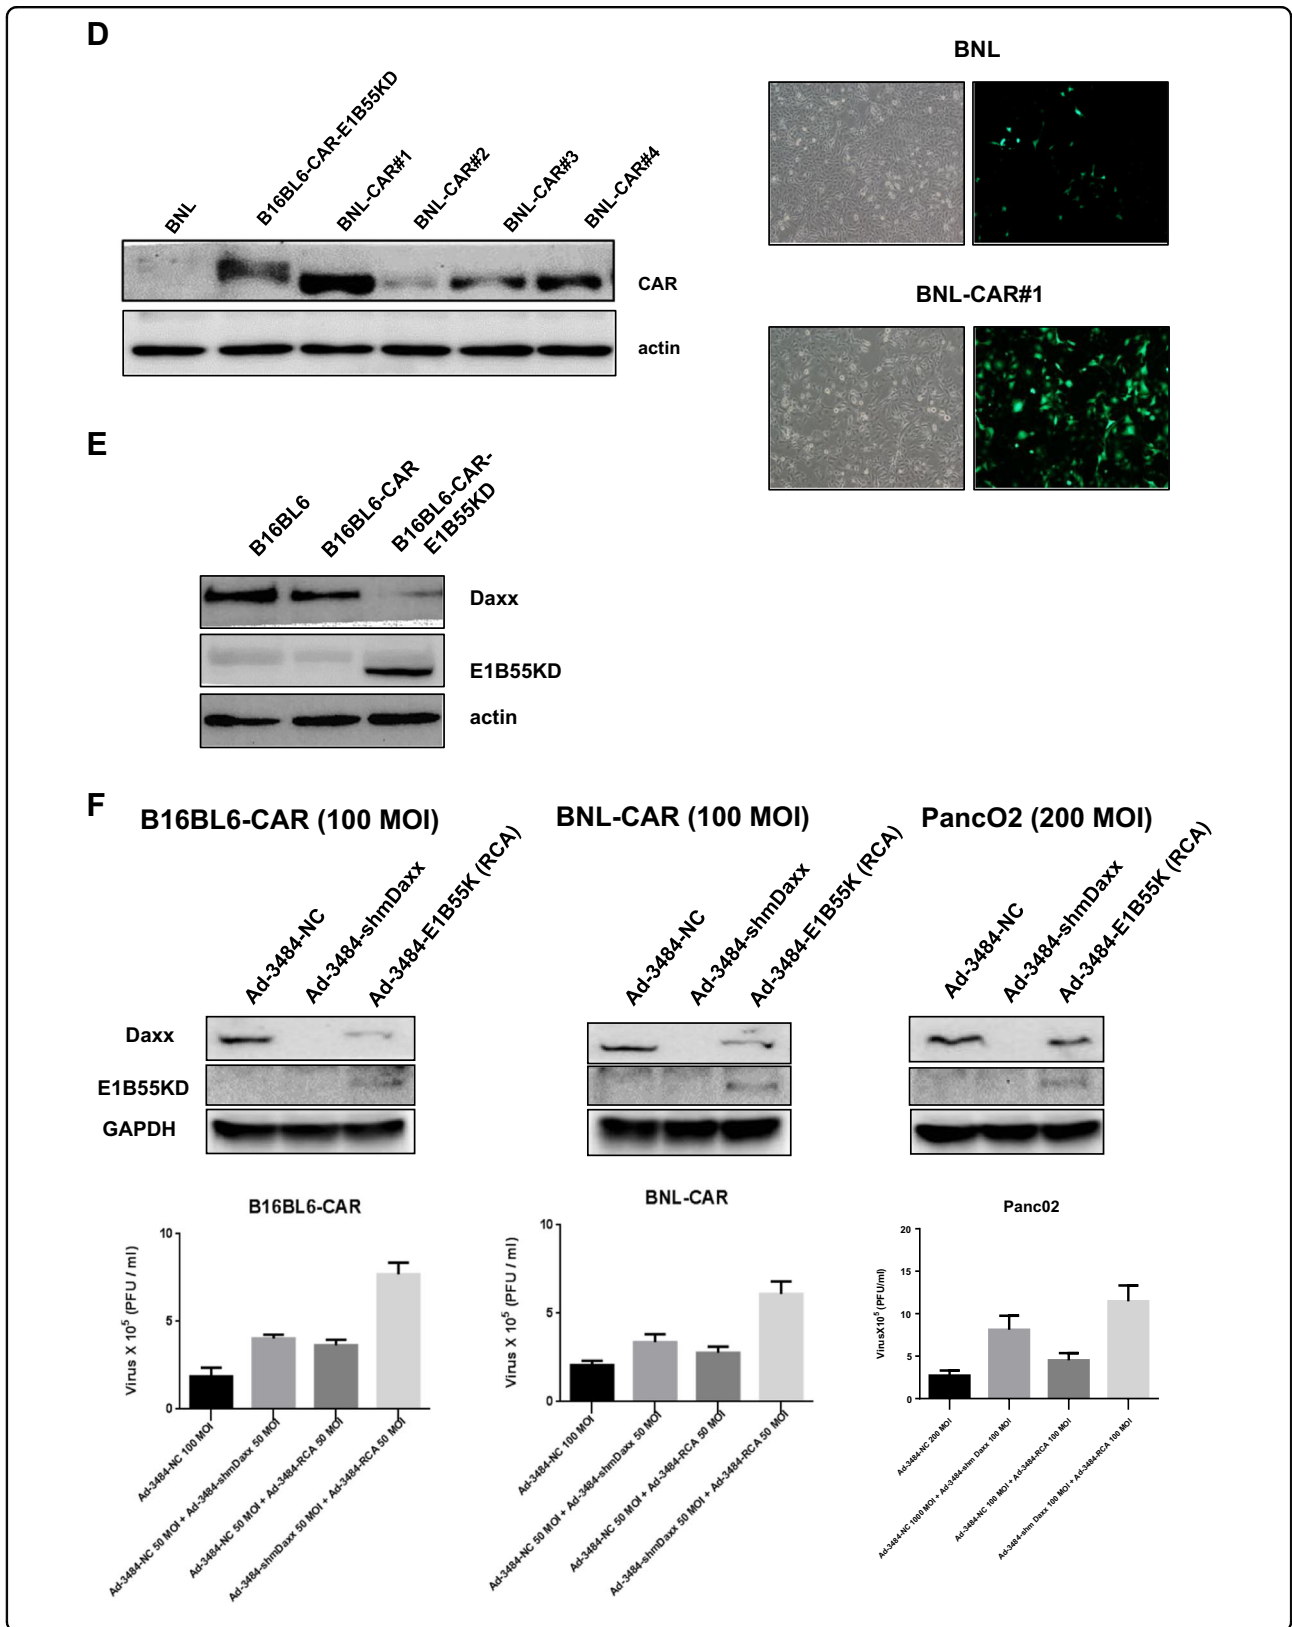 D
BNL
B16BL6-CAR-E1B55KD
BNL-CAR#1
BNL-CAR#2
BNL-CAR#3
BNL-CAR#4
CAR
actin
BNL
BNL-CAR#1
E
B16BL6
B16BL6-CAR
B16BL6-CAR-
E1B55KD
Daxx
E1B55KD
actin
F
B16BL6-CAR (100 MOI)
BNL-CAR (100 MOI)
PancO2 (200 MOI)
Ad-3484-NC
Ad-3484-shmDaxx
Ad-3484-E1B55K (RCA)
Ad-3484-NC
Ad-3484-shmDaxx
Ad-3484-E1B55K (RCA)
Ad-3484-NC
Ad-3484-shmDaxx
Ad-3484-E1B55K (RCA)
Daxx
E1B55KD
GAPDH
B16BL6-CAR
Virus X 10⁵ (PFU / ml)
10
5
0
Ad-3484-NC 100 MOI
Ad-3484-NC 50 MOI + Ad-3484-shmDaxx 50 MOI
Ad-3484-NC 50 MOI + Ad-3484-RCA 50 MOI
Ad-3484-shmDaxx 50 MOI + Ad-3484-RCA 50 MOI
BNL-CAR
Virus X 10⁵ (PFU / ml)
10
5
0
Ad-3484-NC 100 MOI
Ad-3484-NC 50 MOI + Ad-3484-shmDaxx 50 MOI
Ad-3484-NC 50 MOI + Ad-3484-RCA 50 MOI
Ad-3484-shmDaxx 50 MOI + Ad-3484-RCA 50 MOI
Panc02
VirusX10⁵ (PFU/ml)
20
15
10
5
0
Ad-3484-NC 200 MOI
Ad-3484-NC 1000 MOI + Ad-3484-shm Daxx 100 MOI
Ad-3484-NC 100 MOI + Ad-3484-RCA 100 MOI
Ad-3484-shm Daxx 100 MOI + Ad-3484-RCA 100 MOI